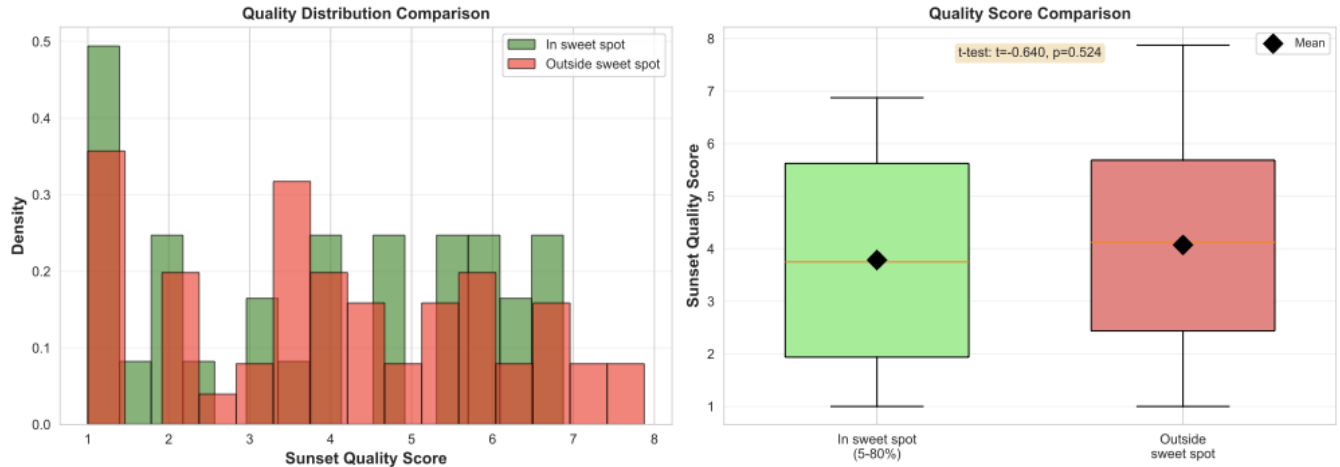 Quality Distribution Comparison
In sweet spot
Outside sweet spot
0.5
0.4
0.3
0.2
0.1
0.0
Density
1 2 3 4 5 6 7 8
Sunset Quality Score
Quality Score Comparison
t-test: t=-0.640, p=0.524
Mean
8
7
6
5
4
3
2
1
Sunset Quality Score
In sweet spot
(5-80%)
Outside
sweet spot